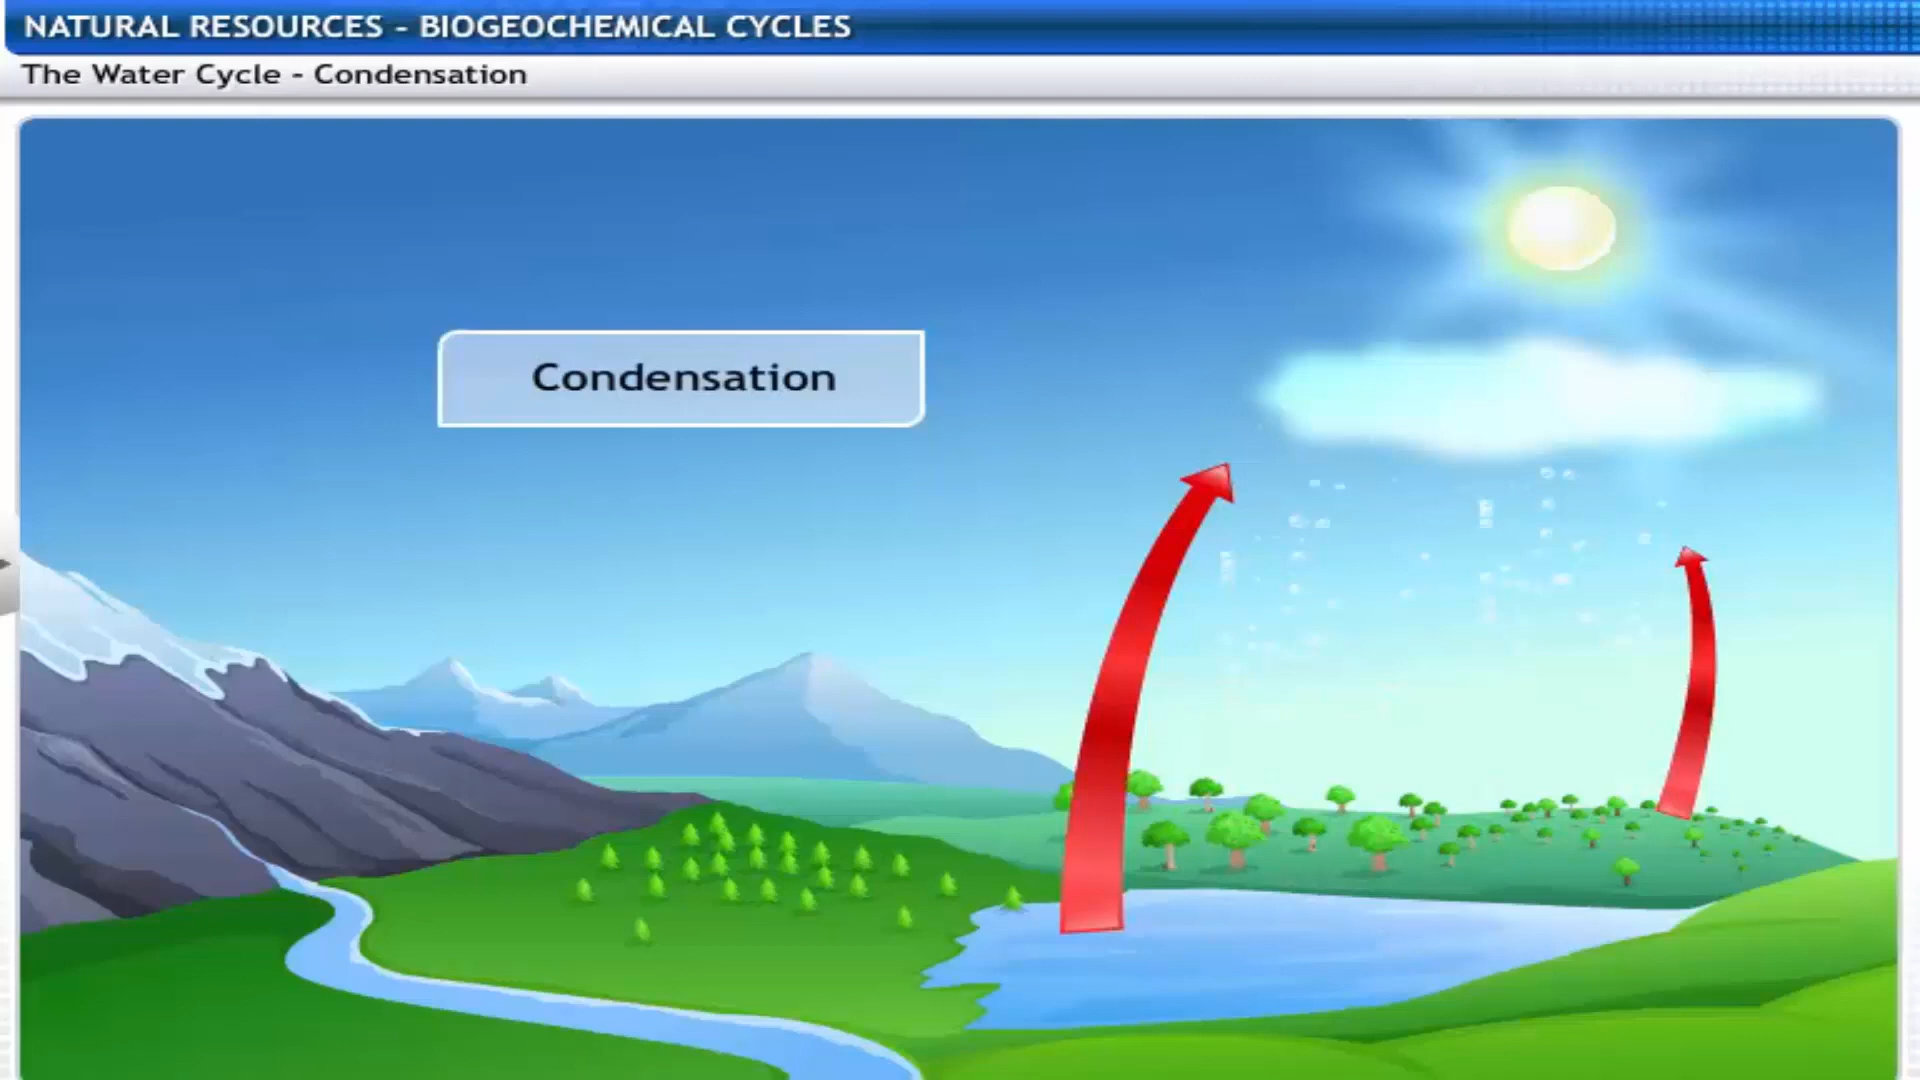 NATURAL RESOURCES - BIOGEOCHEMICAL CYCLES
The Water Cycle - Condensation
Condensation